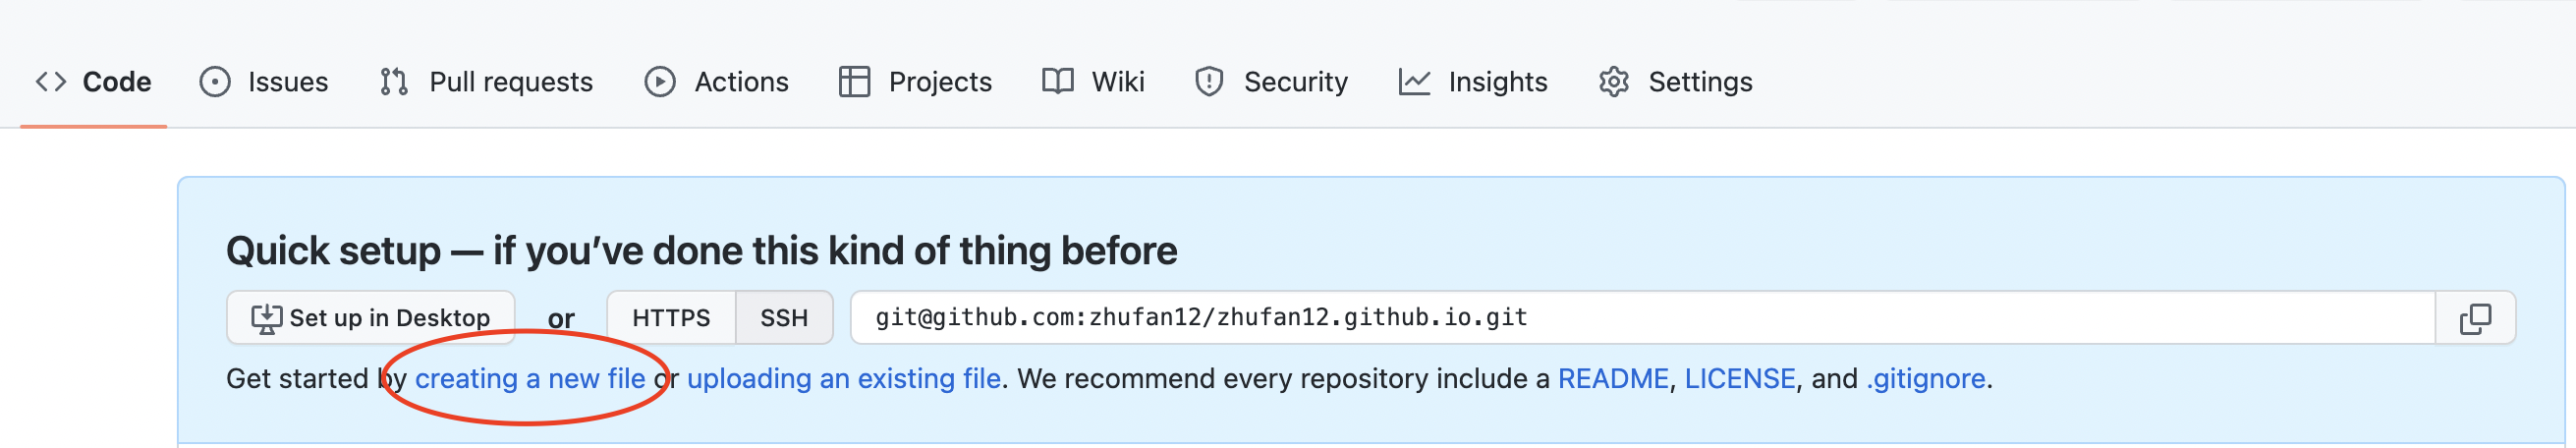 Code Issues Pull requests Actions Projects Wiki Security Insights Settings
Quick setup — if you’ve done this kind of thing before
Set up in Desktop or HTTPS SSH git@github.com:zhufan12/zhufan12.github.io.git
Get started by creating a new file or uploading an existing file. We recommend every repository include a README, LICENSE, and .gitignore.